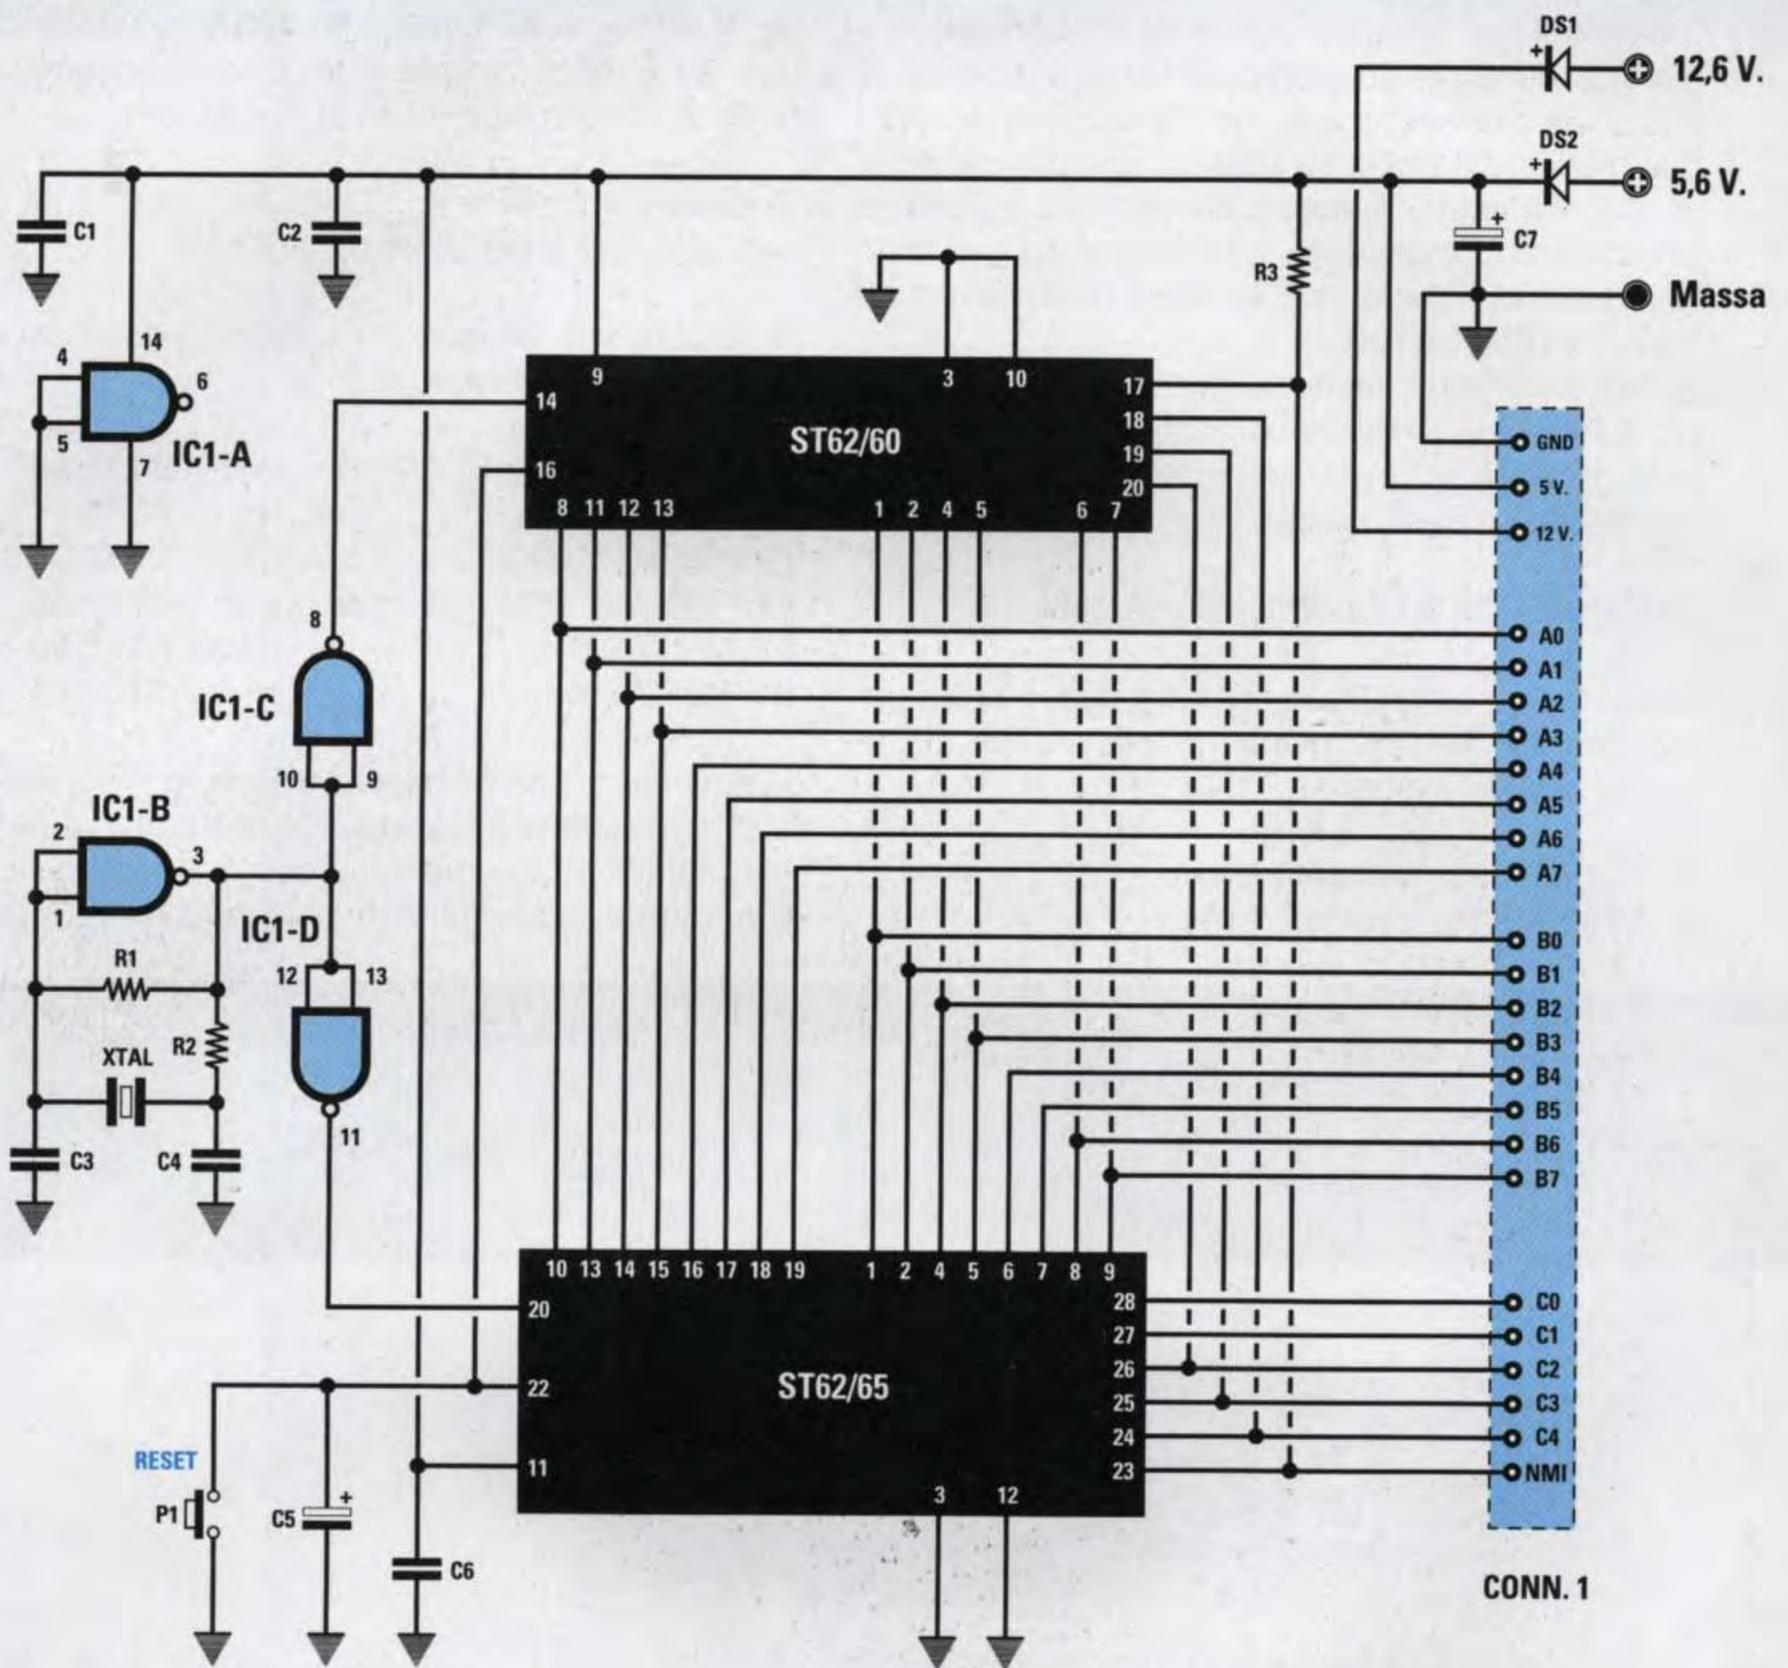 DS1
+ 12,6 V.
DS2
+ 5,6 V.
C1
C2
+
C7
R3
Massa
14
4
6
5
7
IC1-A
9
3
10
14
16
ST62/60
17
18
19
20
8 11 12 13
1 2 4 5
6 7
GND
5 V.
12 V.
8
IC1-C
10 9
A0
A1
A2
A3
A4
A5
A6
A7
IC1-B
2
3
1
IC1-D
R1
12 13
R2
XTAL
11
C3
C4
B0
B1
B2
B3
B4
B5
B6
B7
10 13 14 15 16 17 18 19
1 2 4 5 6 7 8 9
20
22
11
ST62/65
28
27
26
25
24
23
3 12
C0
C1
C2
C3
C4
NMI
RESET
P1
+
C5
C6
CONN. 1